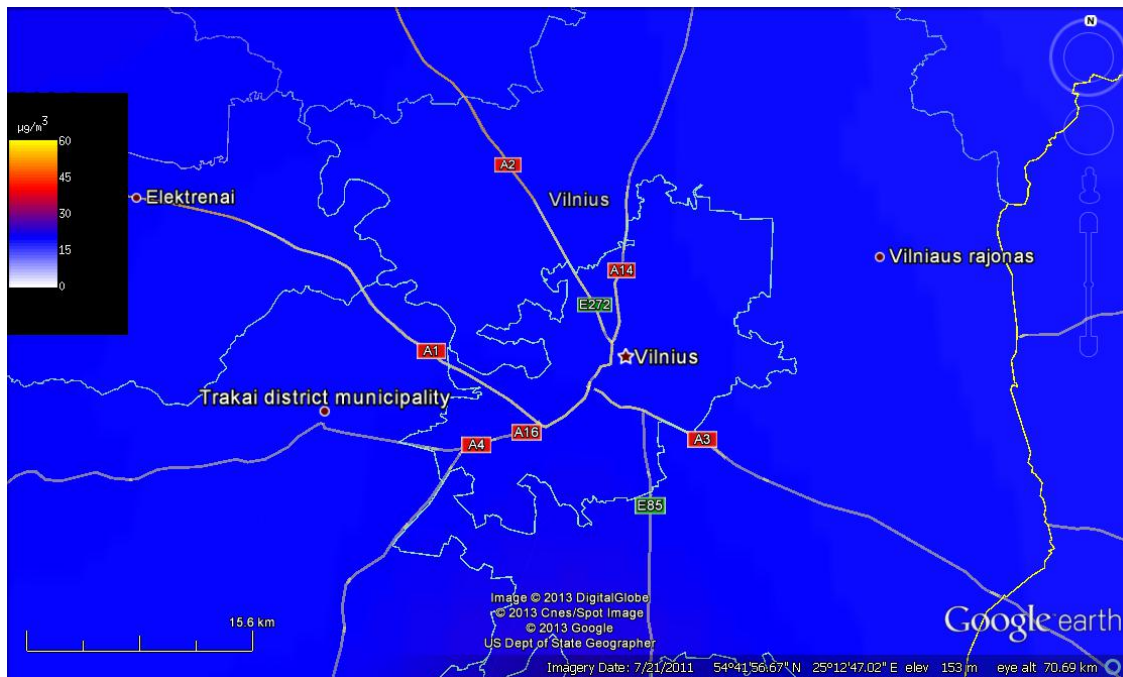 N
µg/m³
60
45
30
15
0
A2
Elektrenai
Vilnius
Vilniaus rajonas
A14
E272
A1
Vilnius
Trakai district municipality
A16
A4
A3
E85
Image © 2013 DigitalGlobe
© 2013 Cnes/Spot Image
© 2013 Google
US Dept of State Geographer
15.6 km
Google earth
Imagery Date: 7/21/2011 54°41'56.67" N 25°12'47.02" E elev 153 m eye alt 70.69 km